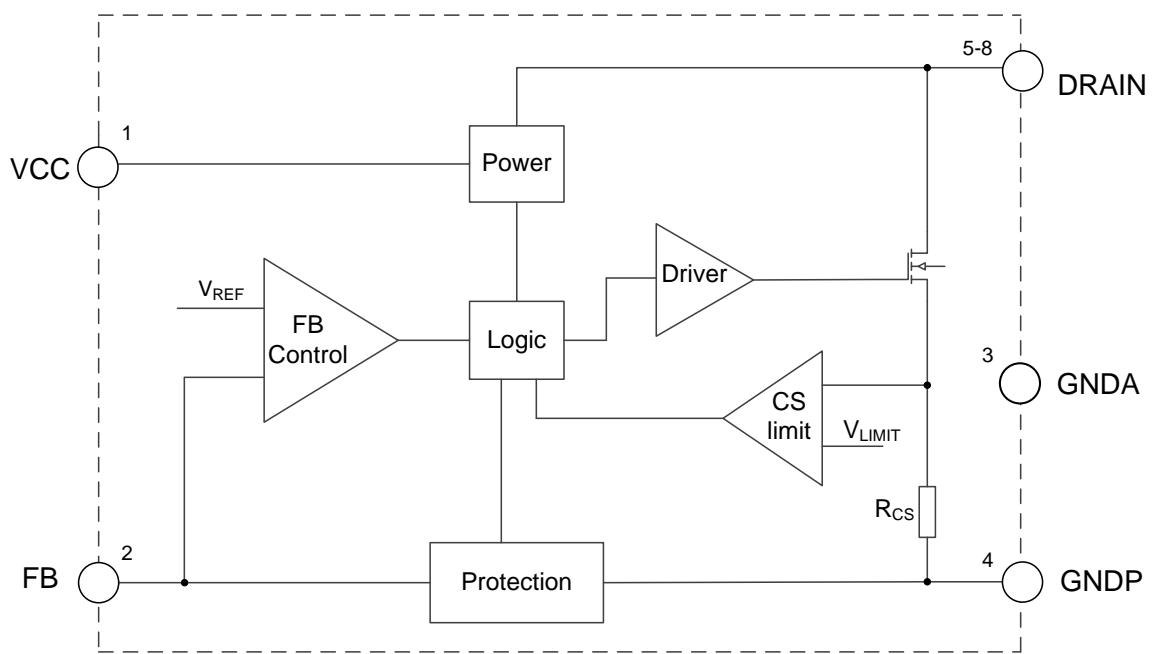 5-8
DRAIN
1
VCC
Power
Driver
VREF
FB
Control
Logic
3
GNDA
CS
limit
VLIMIT
RCS
2
FB
Protection
4
GNDP